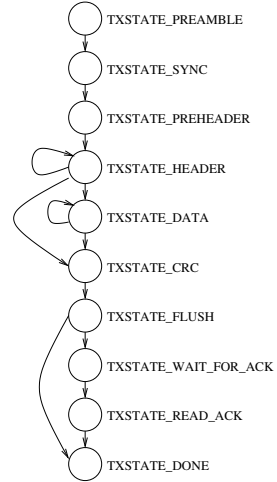 TXSTATE_PREAMBLE
TXSTATE_SYNC
TXSTATE_PREHEADER
TXSTATE_HEADER
TXSTATE_DATA
TXSTATE_CRC
TXSTATE_FLUSH
TXSTATE_WAIT_FOR_ACK
TXSTATE_READ_ACK
TXSTATE_DONE